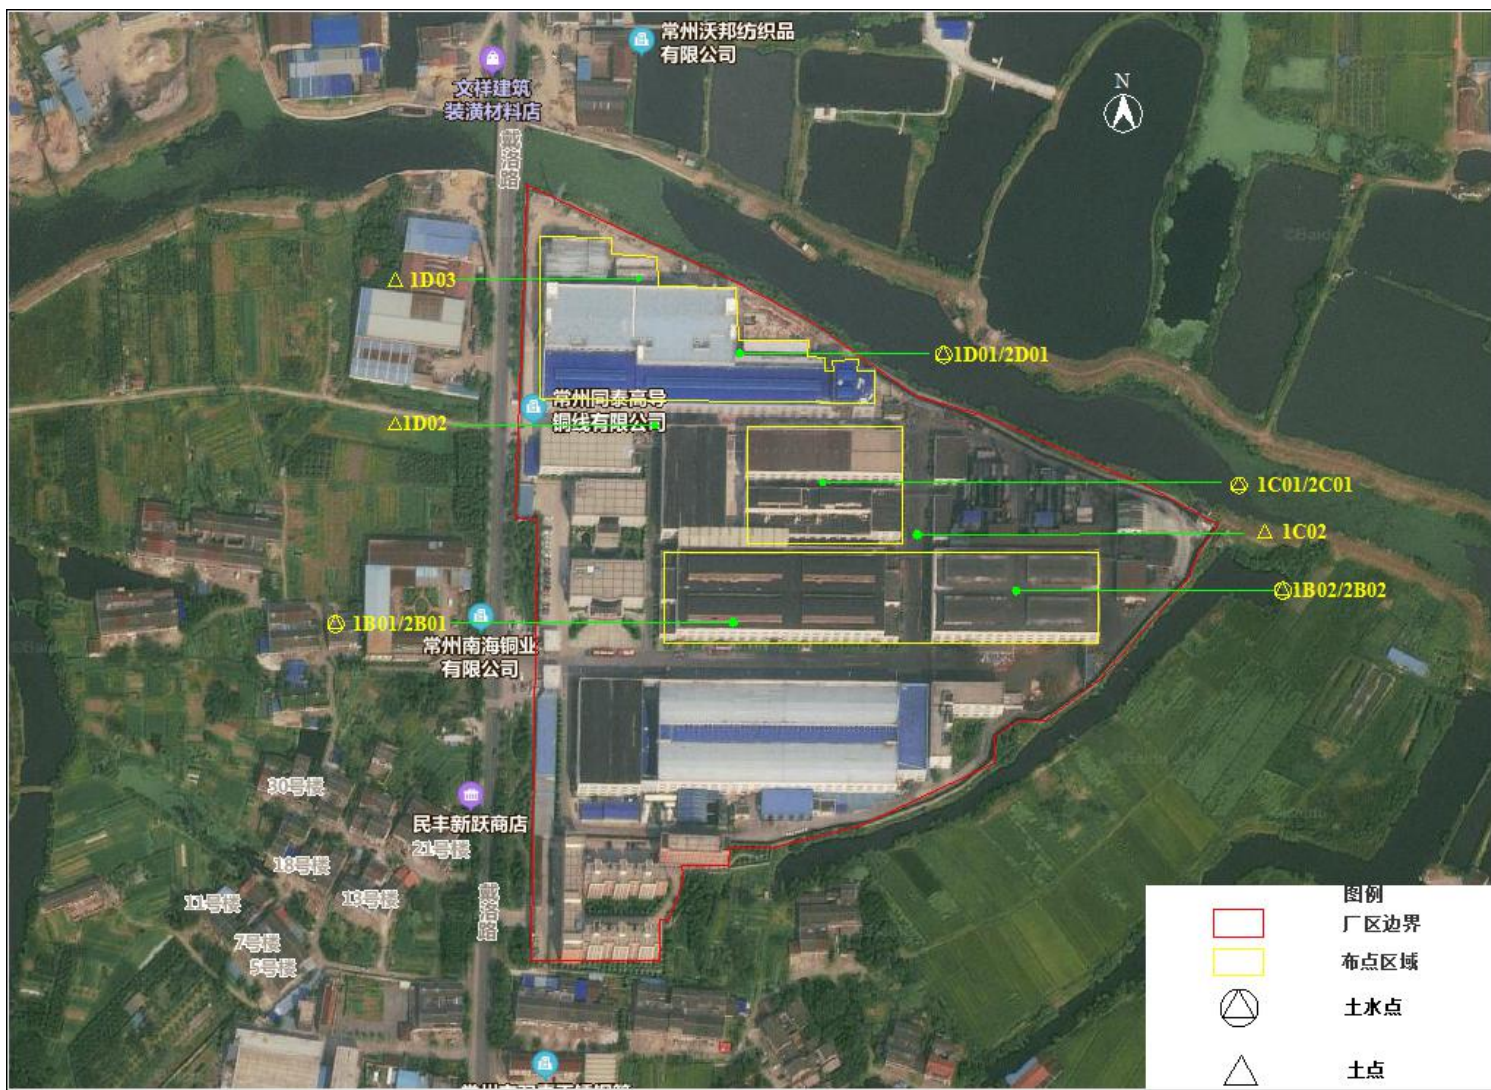 常州沃邦纺织品
有限公司
文祥建筑
装潢材料店
N
戴洛路
1D03
1D01/2D01
常州同泰高导
铜线有限公司
1D02
1C01/2C01
1C02
1B02/2B02
1B01/2B01
常州南海铜业
有限公司
30号楼
民丰新跃商店
21号楼
18号楼
13号楼
11号楼
戴洛路
7号楼
5号楼
图例
厂区边界
布点区域
土水点
土点